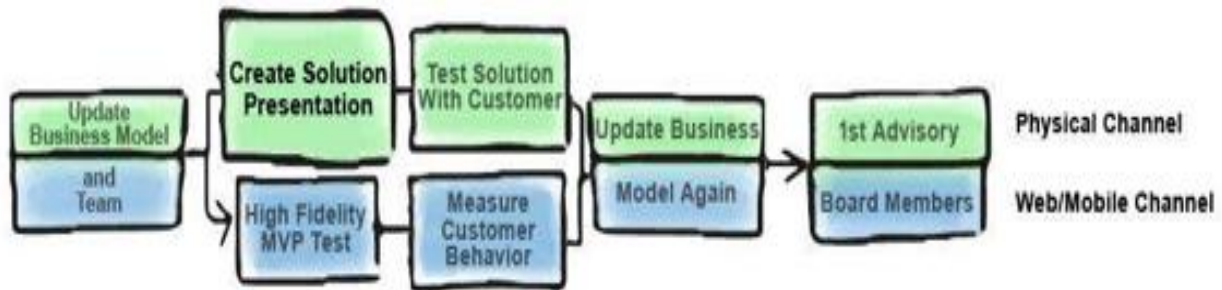 Update
Business Model
and
Team
Create Solution
Presentation
Test Solution
With Customer
High Fidelity
MVP Test
Measure
Customer
Behavior
Update Business
Model Again
1st Advisory
Board Members
Physical Channel
Web/Mobile Channel